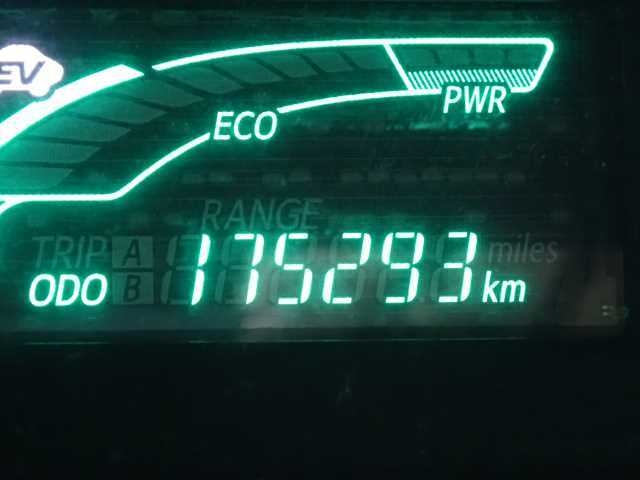 EV
ECO
PWR
RANGE
TRIP A miles
ODO B 175293 km